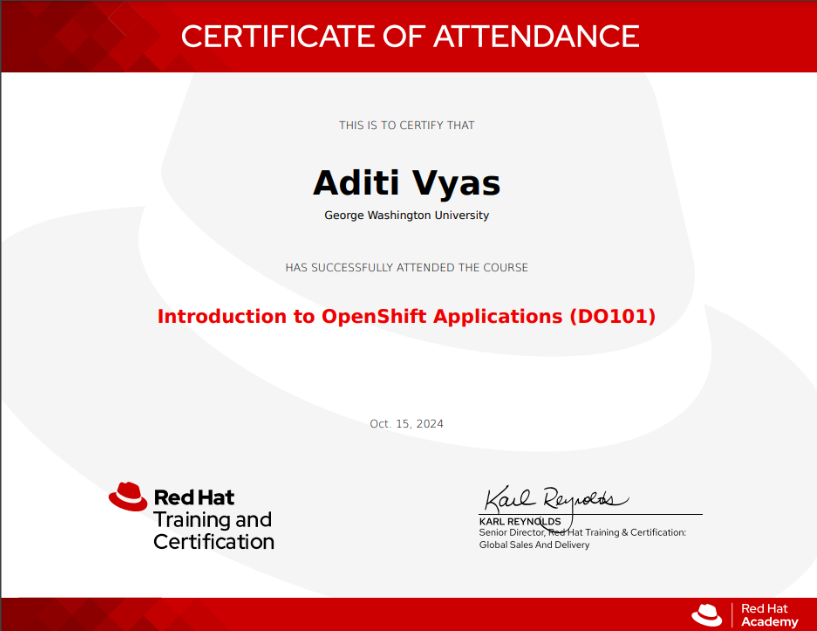 CERTIFICATE OF ATTENDANCE
THIS IS TO CERTIFY THAT
Aditi Vyas
George Washington University
HAS SUCCESSFULLY ATTENDED THE COURSE
Introduction to OpenShift Applications (DO101)
Oct. 15, 2024
Red Hat
Training and
Certification
Karl Reynolds
KARL REYNOLDS
Senior Director, Red Hat Training & Certification:
Global Sales And Delivery
Red Hat
Academy